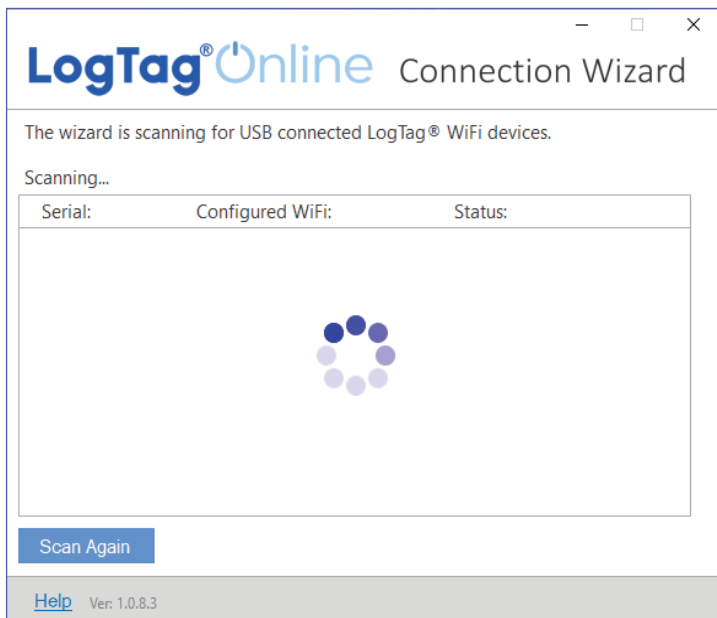 LogTag® Online Connection Wizard
The wizard is scanning for USB connected LogTag® WiFi devices.
Scanning...
Serial: Configured WiFi: Status:
Scan Again
Help Ver: 1.0.8.3